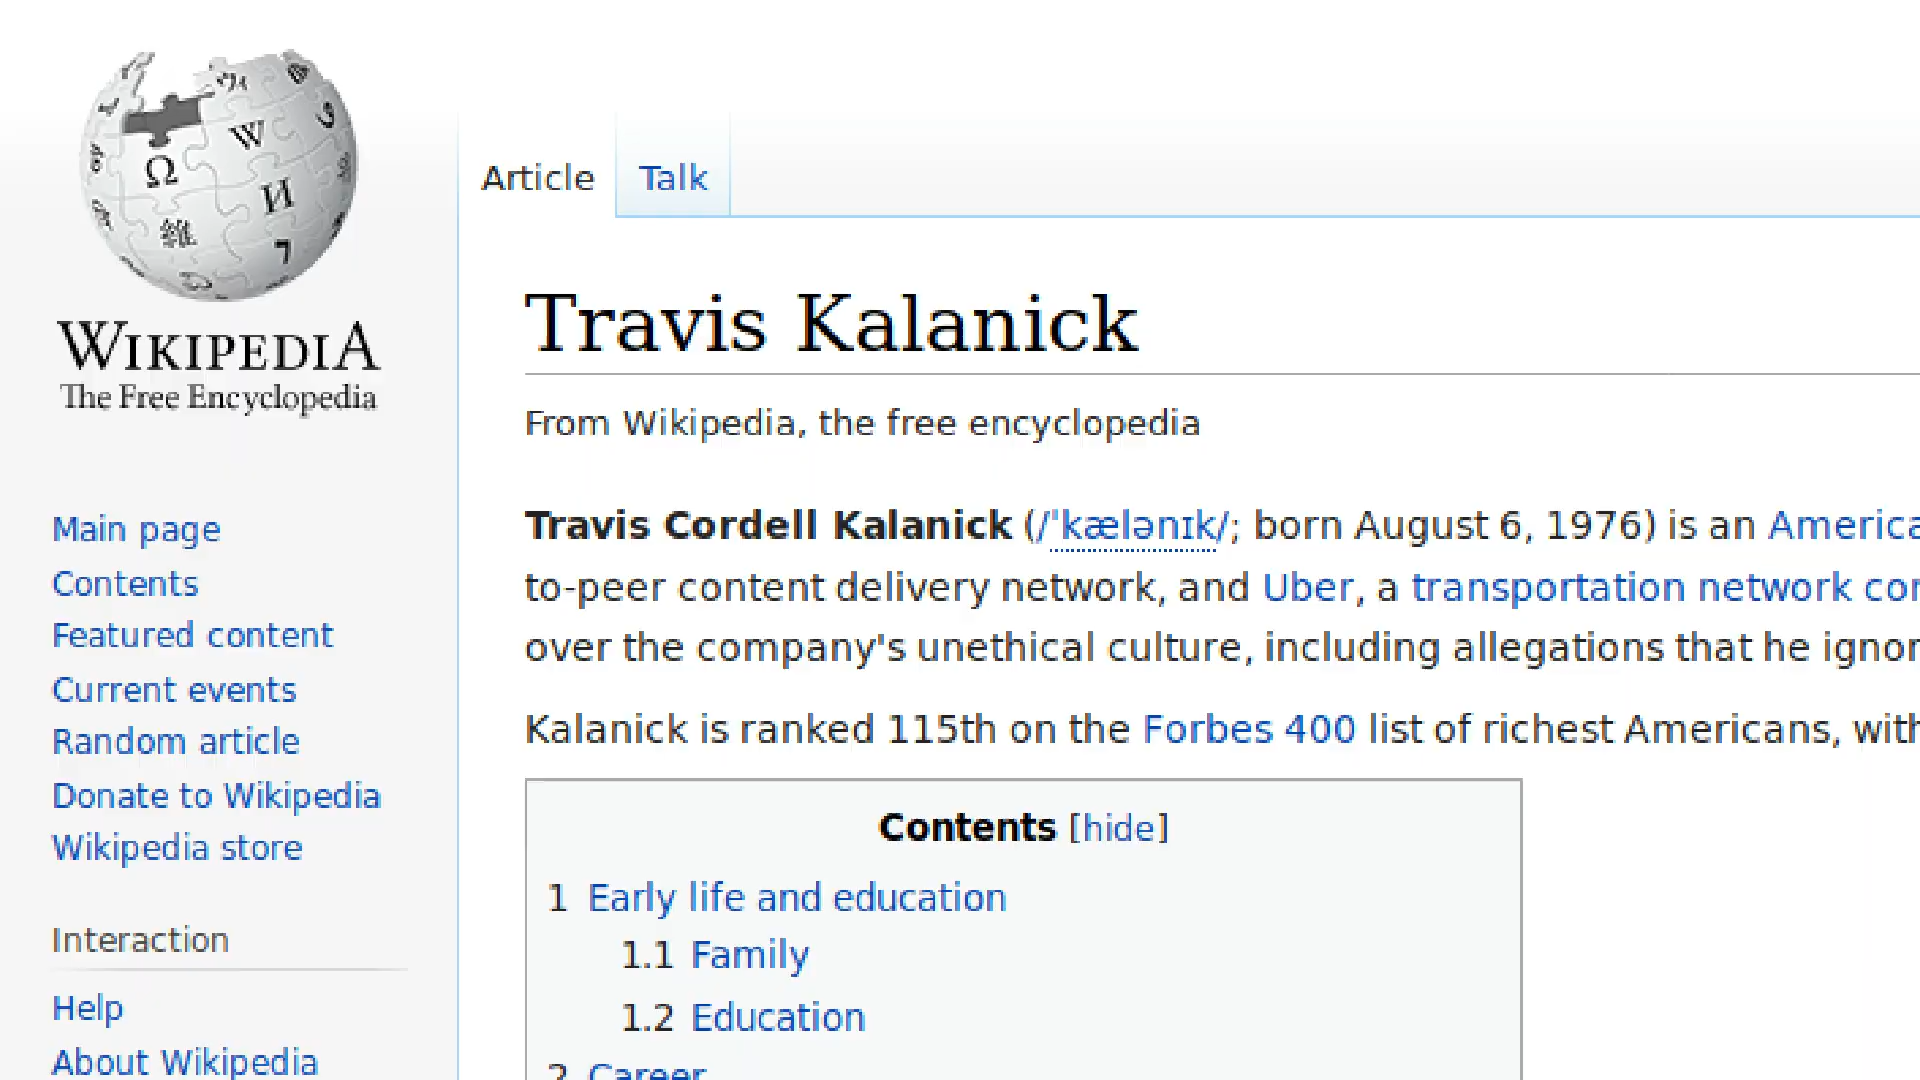 WIKIPEDIA
The Free Encyclopedia
Main page
Contents
Featured content
Current events
Random article
Donate to Wikipedia
Wikipedia store
Interaction
Help
About Wikipedia
Article Talk
Travis Kalanick
From Wikipedia, the free encyclopedia
Travis Cordell Kalanick (/ˈkælənɪk/; born August 6, 1976) is an America
to-peer content delivery network, and Uber, a transportation network cor
over the company's unethical culture, including allegations that he ignor
Kalanick is ranked 115th on the Forbes 400 list of richest Americans, with
Contents [hide]
1 Early life and education
1.1 Family
1.2 Education
2 Career